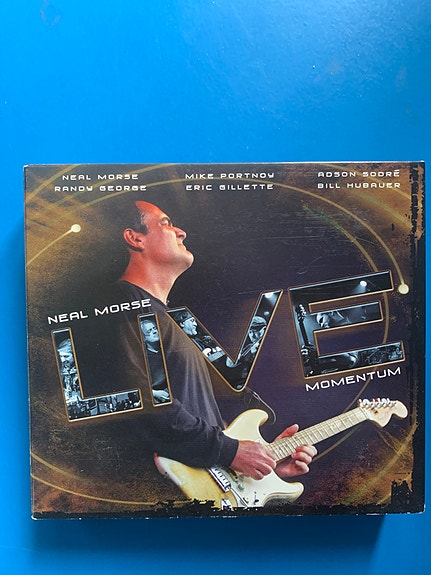 NEAL MORSE MIKE PORTNOY ADSON SODRÉ
RANDY GEORGE ERIC GILLETTE BILL HUBAUER
NEAL MORSE
LIVE
MOMENTUM